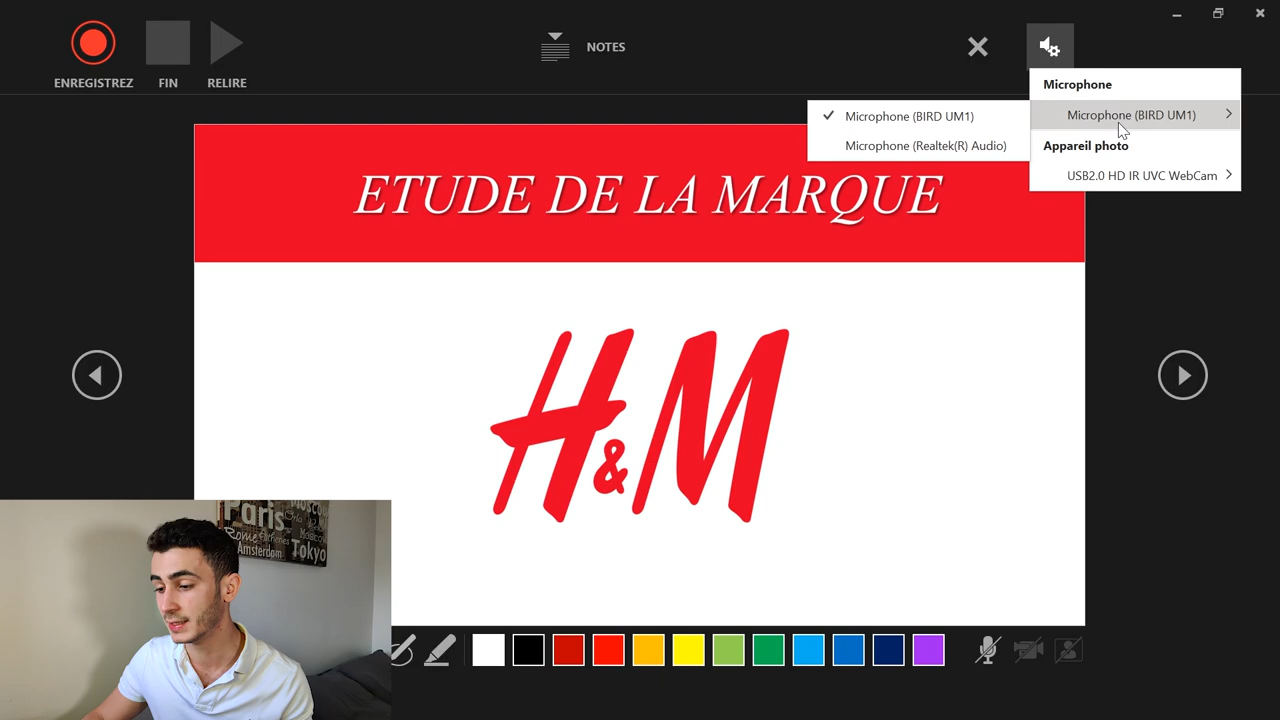 ENREGISTREZ
FIN
RELIRE
NOTES
Microphone
Microphone (BIRD UM1)
Appareil photo
USB2.0 HD IR UVC WebCam
Microphone (BIRD UM1)
Microphone (Realtek(R) Audio)
ETUDE DE LA MARQUE
H&M
Paris
Rome
Amsterdam
Tokyo